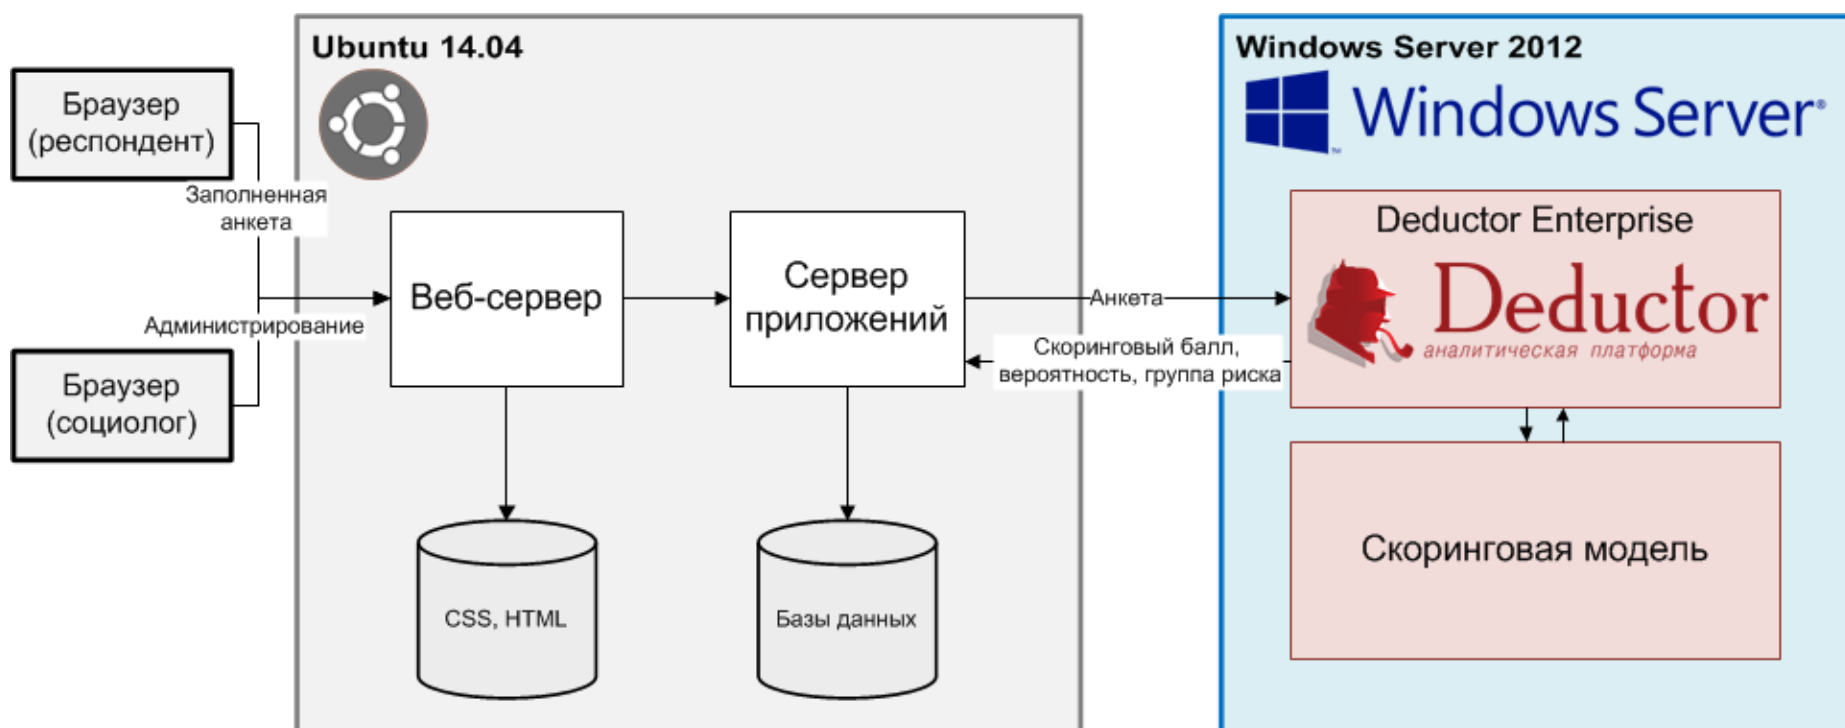 Ubuntu 14.04
Windows Server 2012
Windows Server®
™
Браузер
(респондент)
Заполненная
анкета
Администрирование
Браузер
(социолог)
Веб-сервер
Сервер
приложений
Анкета
Скоринговый балл,
вероятность, группа риска
Deductor Enterprise
Deductor
аналитическая платформа
Скоринговая модель
CSS, HTML
Базы данных